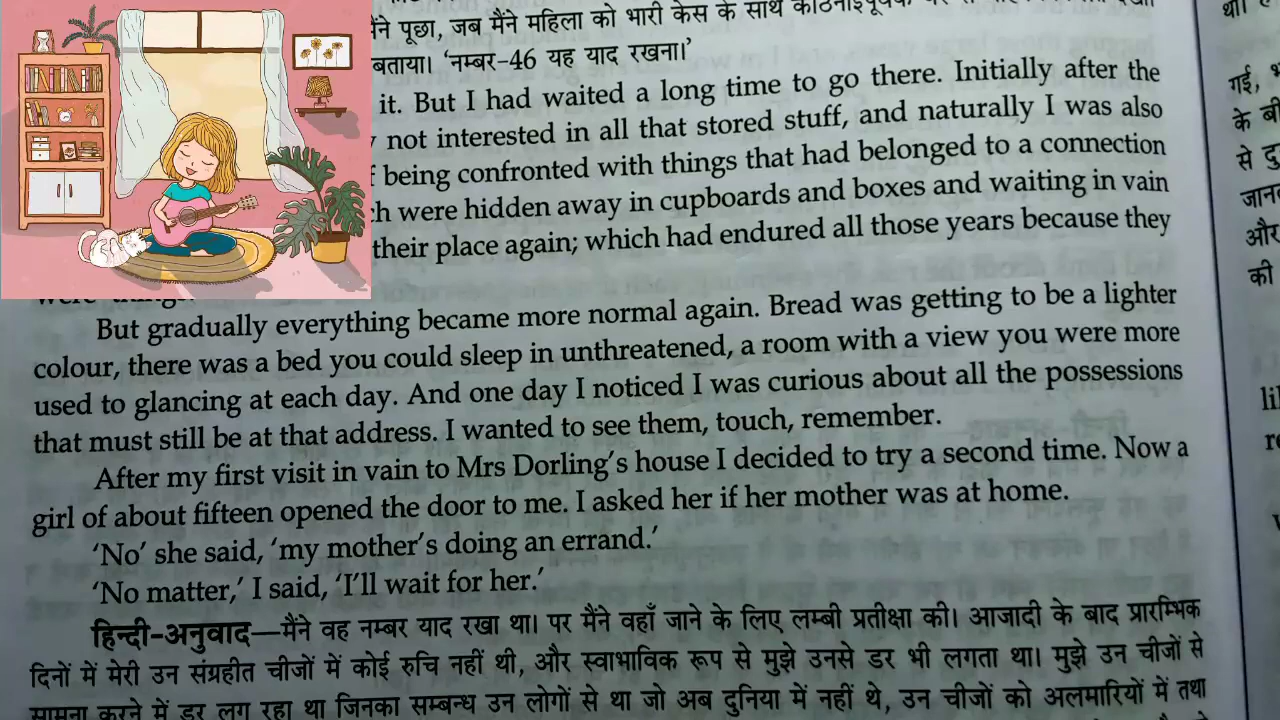 मैंने पूछा, जब मैंने महिला को भारी केस के साथ
था।
बताया। ‘नम्बर-46 यह याद रखना।’
it. But I had waited a long time to go there. Initially after the
not interested in all that stored stuff, and naturally I was also
being confronted with things that had belonged to a connection
were hidden away in cupboards and boxes and waiting in vain
their place again; which had endured all those years because they
But gradually everything became more normal again. Bread was getting to be a lighter
colour, there was a bed you could sleep in unthreatened, a room with a view you were more
used to glancing at each day. And one day I noticed I was curious about all the possessions
that must still be at that address. I wanted to see them, touch, remember.
After my first visit in vain to Mrs Dorling’s house I decided to try a second time. Now a
girl of about fifteen opened the door to me. I asked her if her mother was at home.
‘No’ she said, ‘my mother’s doing an errand.’
‘No matter,’ I said, ‘I’ll wait for her.’
हिन्दी-अनुवाद—मैंने वह नम्बर याद रखा था। पर मैंने वहाँ जाने के लिए लम्बी प्रतीक्षा की। आजादी के बाद प्रारम्भिक
दिनों में मेरी उन संग्रहीत चीजों में कोई रुचि नहीं थी, और स्वाभाविक रूप से मुझे उनसे डर भी लगता था। मुझे उन चीजों से
सामना करने में डर लग रहा था जिनका सम्बन्ध उन लोगों से था जो अब दुनिया में नहीं थे, उन चीजों को अलमारियों में तथा
गई,
के
से
और
की